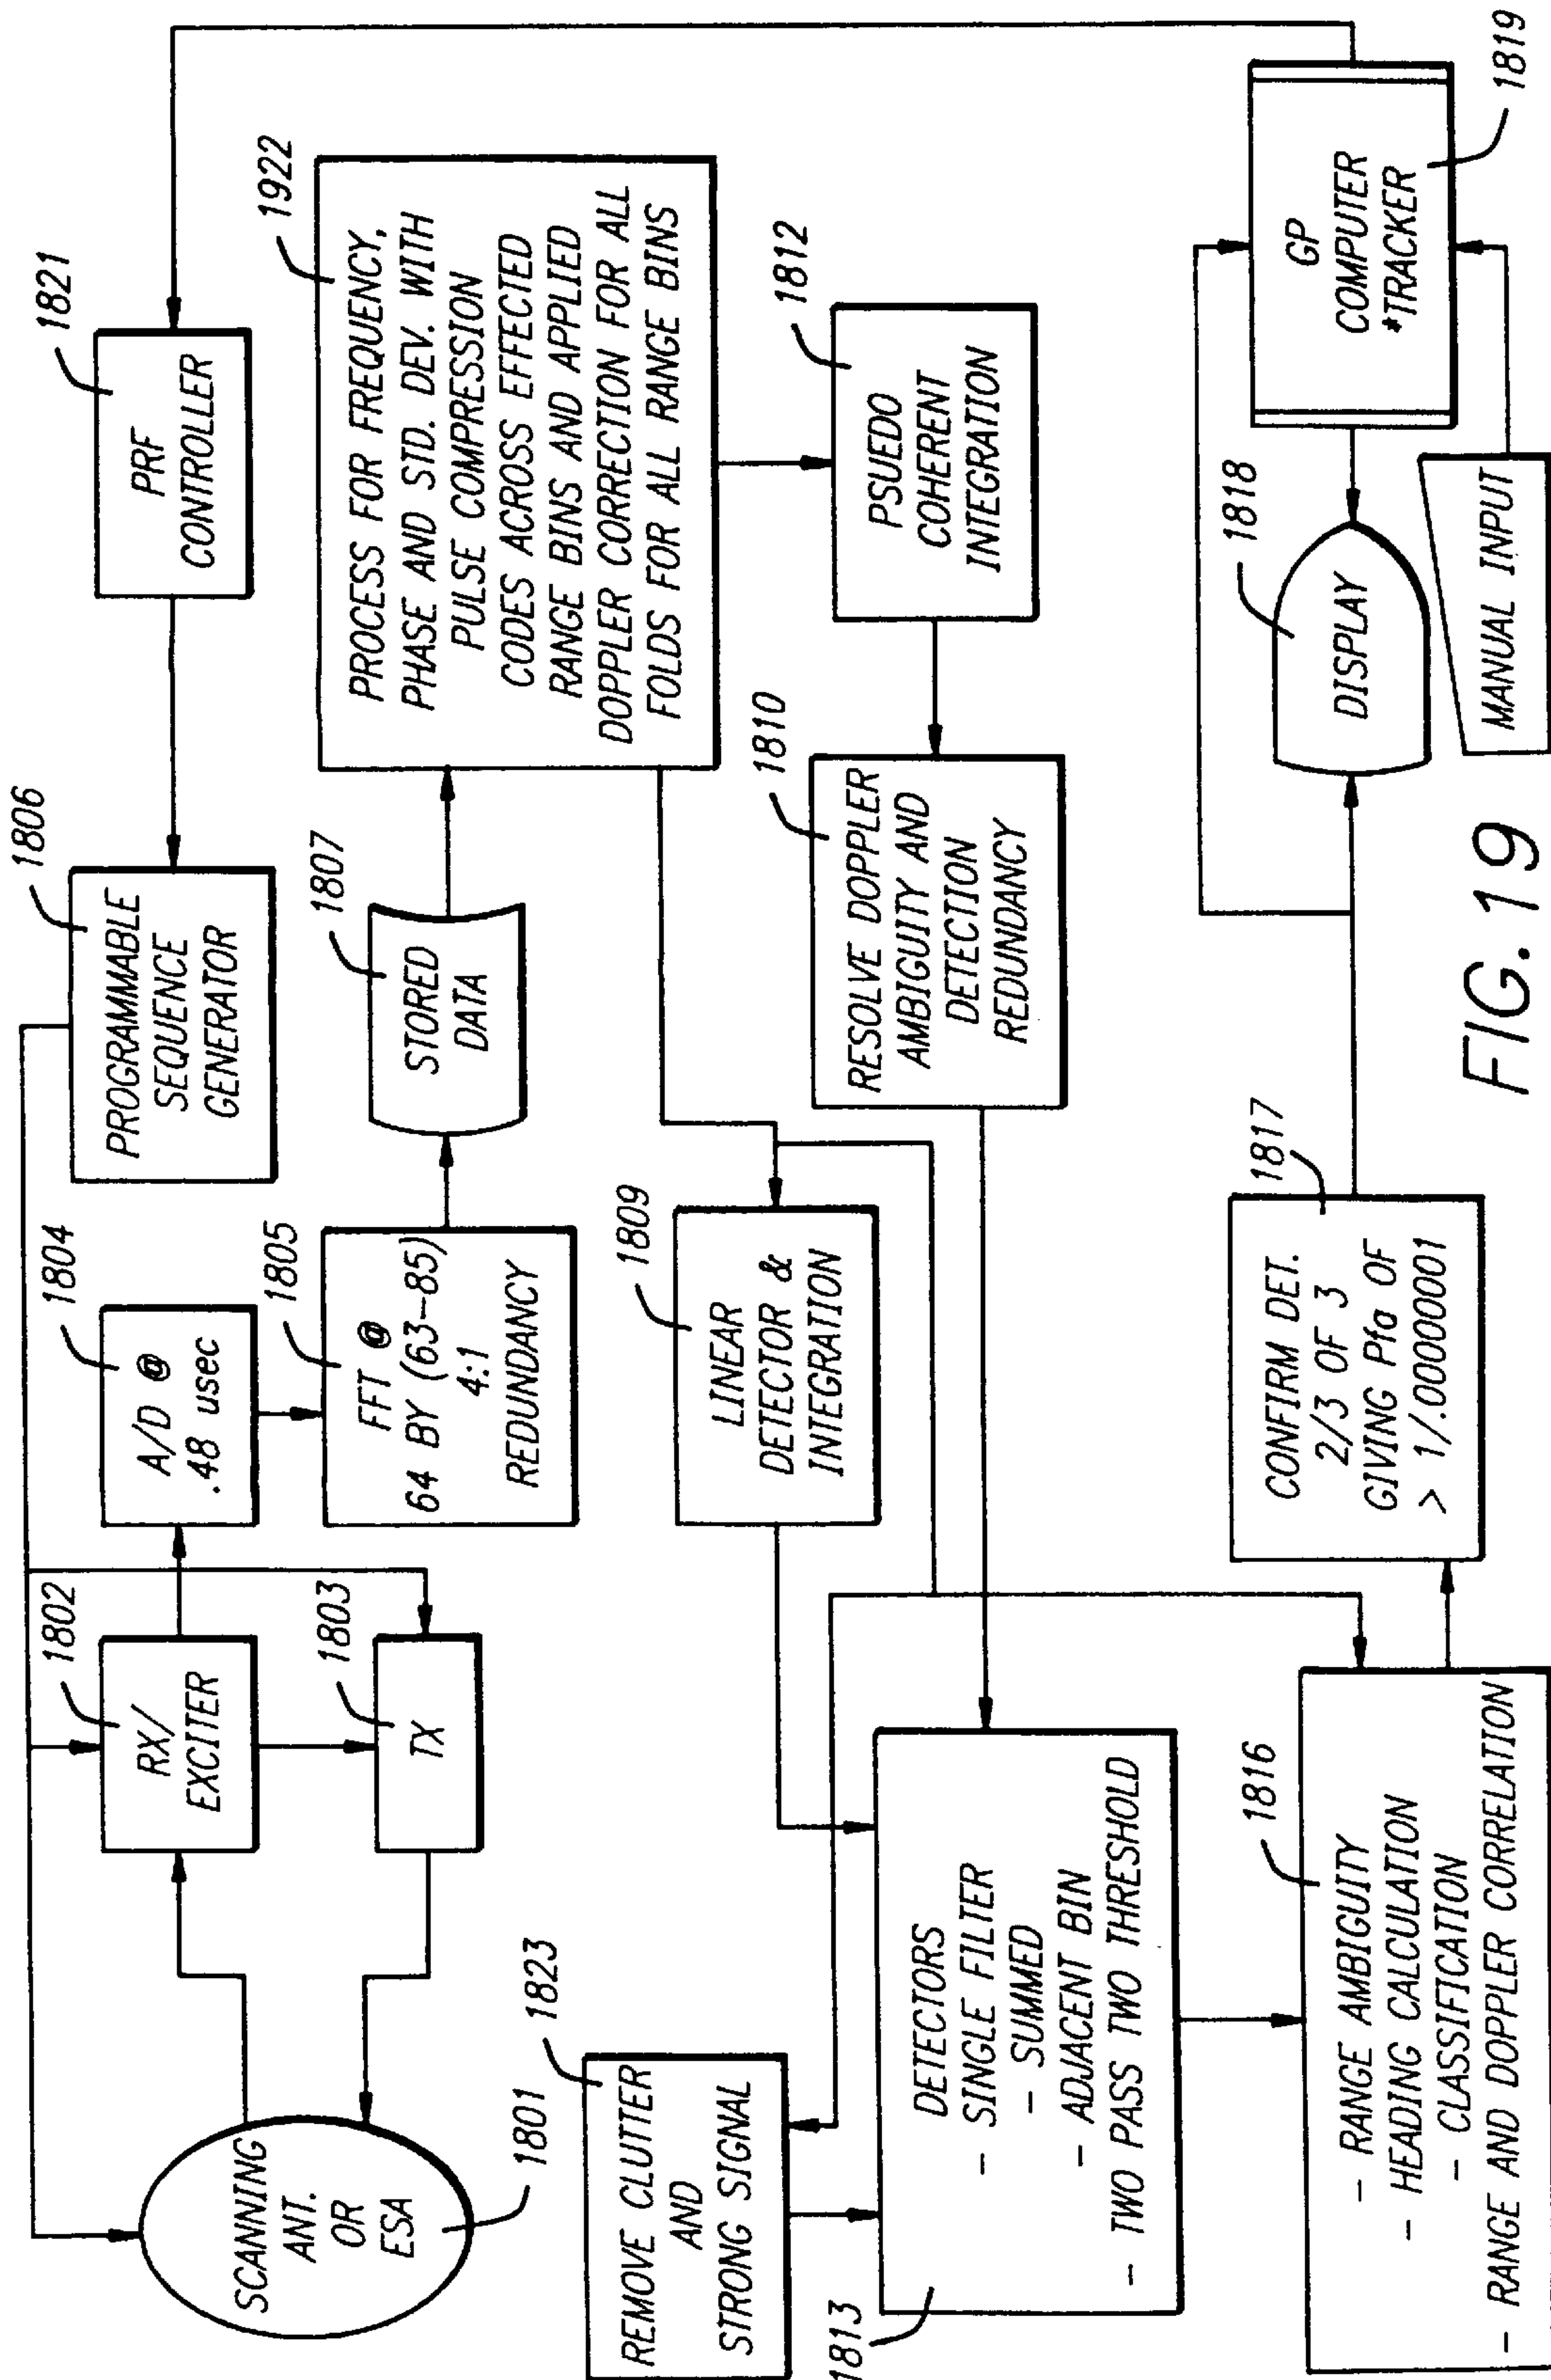 1821
PRF
CONTROLLER
1806
PROGRAMMABLE
SEQUENCE
GENERATOR
1804
A/D @
.48 usec
1802
RX/
EXCITER
1803
TX
SCANNING
ANT.
OR
ESA
1801
1805
FFT @
64 BY (63-85)
4:1
REDUNDANCY
1807
STORED
DATA
1922
PROCESS FOR FREQUENCY,
PHASE AND STD. DEV. WITH
PULSE COMPRESSION
CODES ACROSS EFFECTED
RANGE BINS AND APPLIED
DOPPLER CORRECTION FOR ALL
FOLDS FOR ALL RANGE BINS
1823
REMOVE CLUTTER
AND
STRONG SIGNAL
1809
LINEAR
DETECTOR &
INTEGRATION
1810
RESOLVE DOPPLER
AMBIGUITY AND
DETECTION
REDUNDANCY
1812
PSUEDO
COHERENT
INTEGRATION
1813
DETECTORS
- SINGLE FILTER
- SUMMED
- ADJACENT BIN
- TWO PASS TWO THRESHOLD
1816
- RANGE AMBIGUITY
- HEADING CALCULATION
- CLASSIFICATION
- RANGE AND DOPPLER CORRELATION
1817
CONFIRM DET.
2/3 OF 3
GIVING Pfa OF
> 1/.0000001
1818
DISPLAY
GP
COMPUTER
*TRACKER
1819
MANUAL INPUT
FIG. 19